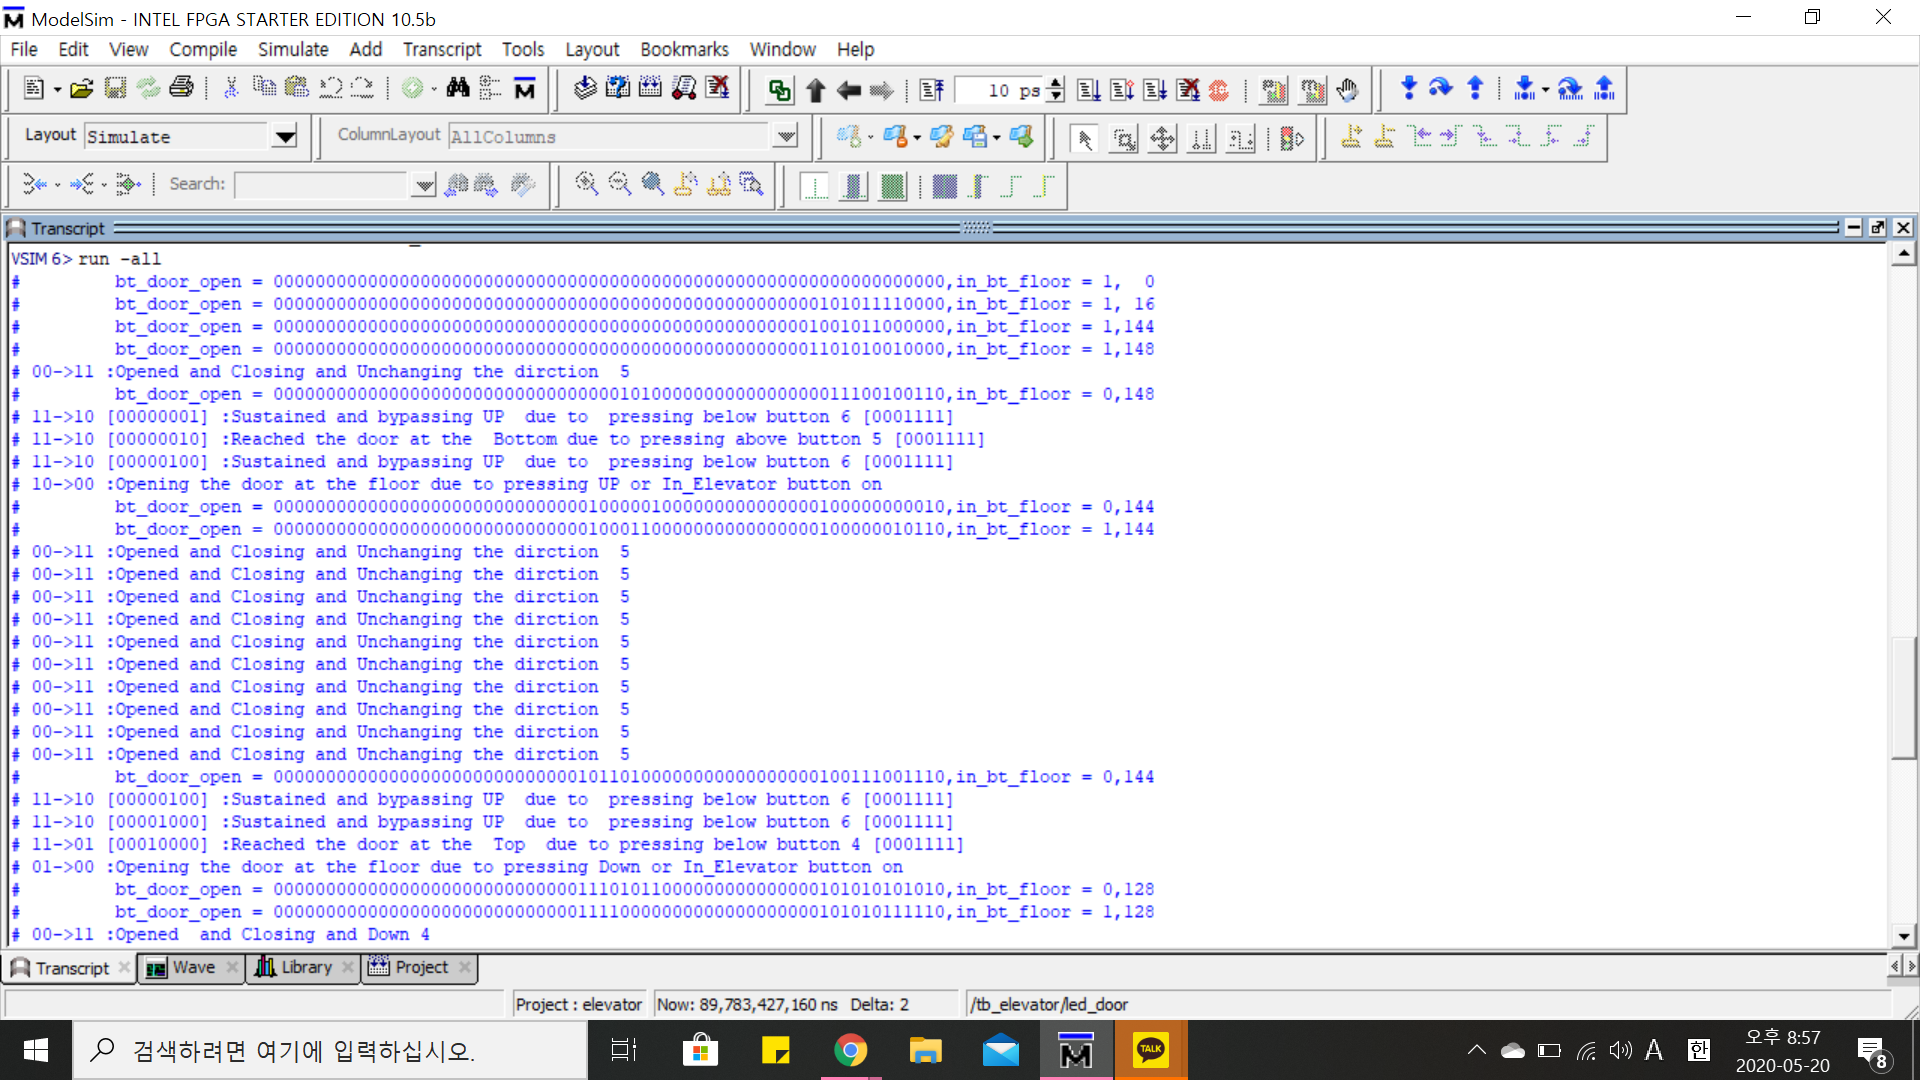 ModelSim - INTEL FPGA STARTER EDITION 10.5b
File Edit View Compile Simulate Add Transcript Tools Layout Bookmarks Window Help
10 ps
Layout Simulate ColumnLayout AllColumns
Search:
Transcript
VSIM 6> run -all
# bt_door_open = 0000000000000000000000000000000000000000000000000000000000000000,in_bt_floor = 1,  0
# bt_door_open = 0000000000000000000000000000000000000000000000000000101011110000,in_bt_floor = 1, 16
# bt_door_open = 0000000000000000000000000000000000000000000000000001001011000000,in_bt_floor = 1,144
# bt_door_open = 0000000000000000000000000000000000000000000000000001101010010000,in_bt_floor = 1,148
# 00->11 :Opened and Closing and Unchanging the dirction  5
# bt_door_open = 0000000000000000000000000000000001010000000000000000011100100110,in_bt_floor = 0,148
# 11->10 [00000001] :Sustained and bypassing UP  due to  pressing below button 6 [0001111]
# 11->10 [00000010] :Reached the door at the  Bottom due to pressing above button 5 [0001111]
# 11->10 [00000100] :Sustained and bypassing UP  due to  pressing below button 6 [0001111]
# 10->00 :Opening the door at the floor due to pressing UP or In_Elevator button on
# bt_door_open = 0000000000000000000000000000001000001000000000000000100000000010,in_bt_floor = 0,144
# bt_door_open = 0000000000000000000000000000001000110000000000000000100000010110,in_bt_floor = 1,144
# 00->11 :Opened and Closing and Unchanging the dirction  5
# 00->11 :Opened and Closing and Unchanging the dirction  5
# 00->11 :Opened and Closing and Unchanging the dirction  5
# 00->11 :Opened and Closing and Unchanging the dirction  5
# 00->11 :Opened and Closing and Unchanging the dirction  5
# 00->11 :Opened and Closing and Unchanging the dirction  5
# 00->11 :Opened and Closing and Unchanging the dirction  5
# 00->11 :Opened and Closing and Unchanging the dirction  5
# 00->11 :Opened and Closing and Unchanging the dirction  5
# 00->11 :Opened and Closing and Unchanging the dirction  5
# bt_door_open = 0000000000000000000000000000010110100000000000000000100111001110,in_bt_floor = 0,144
# 11->10 [00000100] :Sustained and bypassing UP  due to  pressing below button 6 [0001111]
# 11->10 [00001000] :Sustained and bypassing UP  due to  pressing below button 6 [0001111]
# 11->01 [00010000] :Reached the door at the  Top  due to pressing below button 4 [0001111]
# 01->00 :Opening the door at the floor due to pressing Down or In_Elevator button on
# bt_door_open = 0000000000000000000000000000011101011000000000000000101010101010,in_bt_floor = 0,128
# bt_door_open = 0000000000000000000000000000011110000000000000000000101010111110,in_bt_floor = 1,128
# 00->11 :Opened  and Closing and Down 4
Transcript Wave Library Project
Project : elevator Now: 89,783,427,160 ns Delta: 2 /tb_elevator/led_door
검색하려면 여기에 입력하십시오.
TALK
A 한
오후 8:57
2020-05-20
8